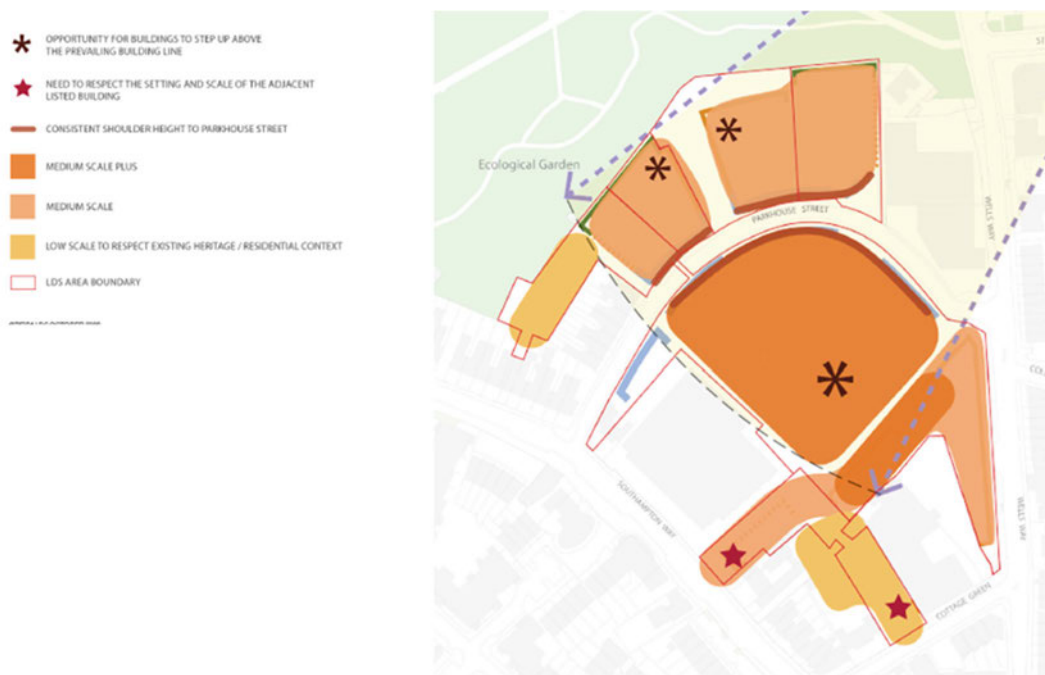 OPPORTUNITY FOR BUILDINGS TO STEP UP ABOVE
THE PREVAILING BUILDING LINE
NEED TO RESPECT THE SETTING AND SCALE OF THE ADJACENT
LISTED BUILDING
CONSISTENT SHOULDER HEIGHT TO PARKHOUSE STREET
MEDIUM SCALE PLUS
MEDIUM SCALE
LOW SCALE TO RESPECT EXISTING HERITAGE / RESIDENTIAL CONTEXT
LDS AREA BOUNDARY
ST
Ecological Garden
WELLS WAY
PARKHOUSE STREET
COL
SOUTHAMPTON WAY
WELLS WAY
COTTAGE GREEN